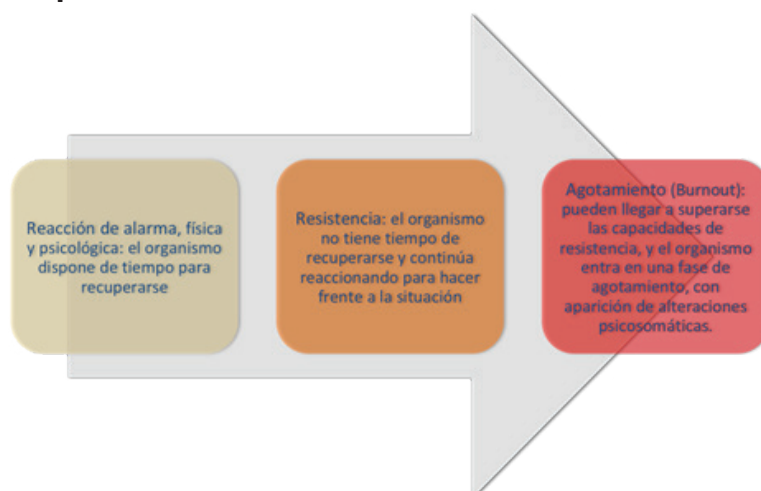 Reacción de alarma, física
y psicológica: el organismo
dispone de tiempo para
recuperarse
Resistencia: el organismo
no tiene tiempo de
recuperarse y continúa
reaccionando para hacer
frente a la situación
Agotamiento (Burnout):
pueden llegar a superarse
las capacidades de
resistencia, y el organismo
entra en una fase de
agotamiento, con
aparición de alteraciones
psicosomáticas.